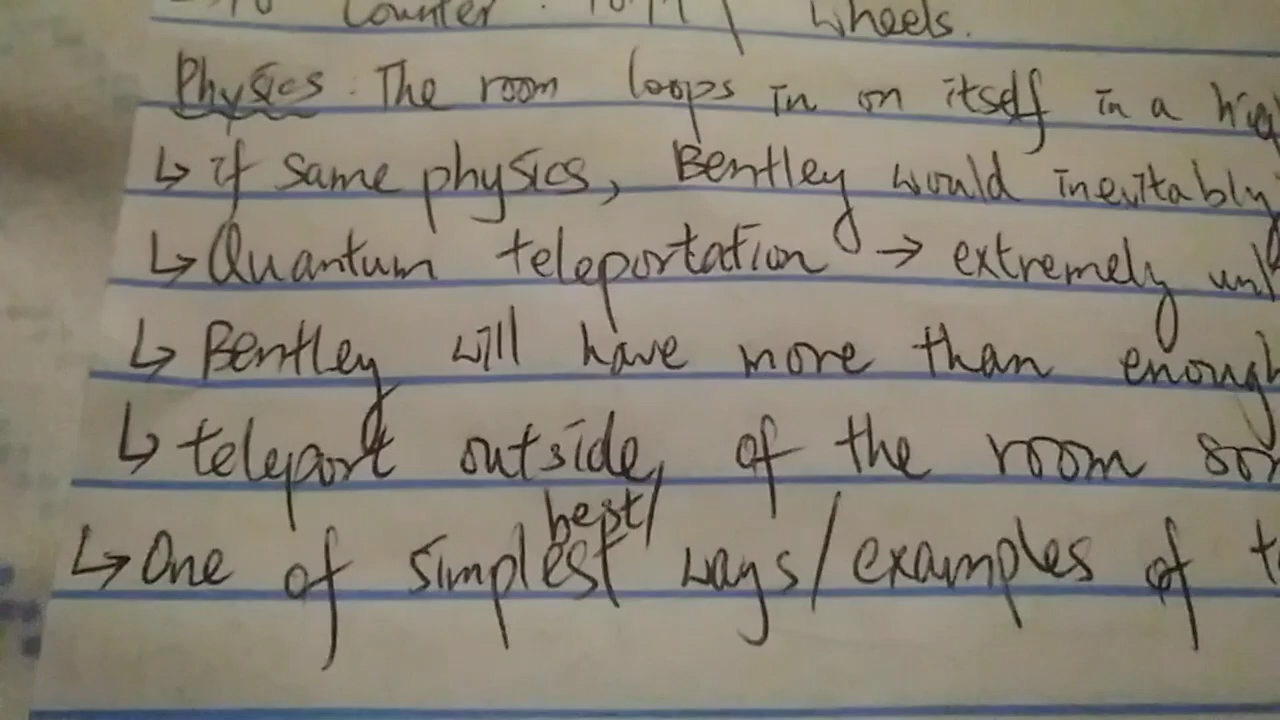 Counter wheels.
Physics: The room loops in on itself in a
↳ if same physics, Bentley would inevitably
↳ Quantum teleportation → extremely
↳ Bentley will have more than enough
↳ teleport outside, of the room
best/
↳ One of simplest ways/examples of